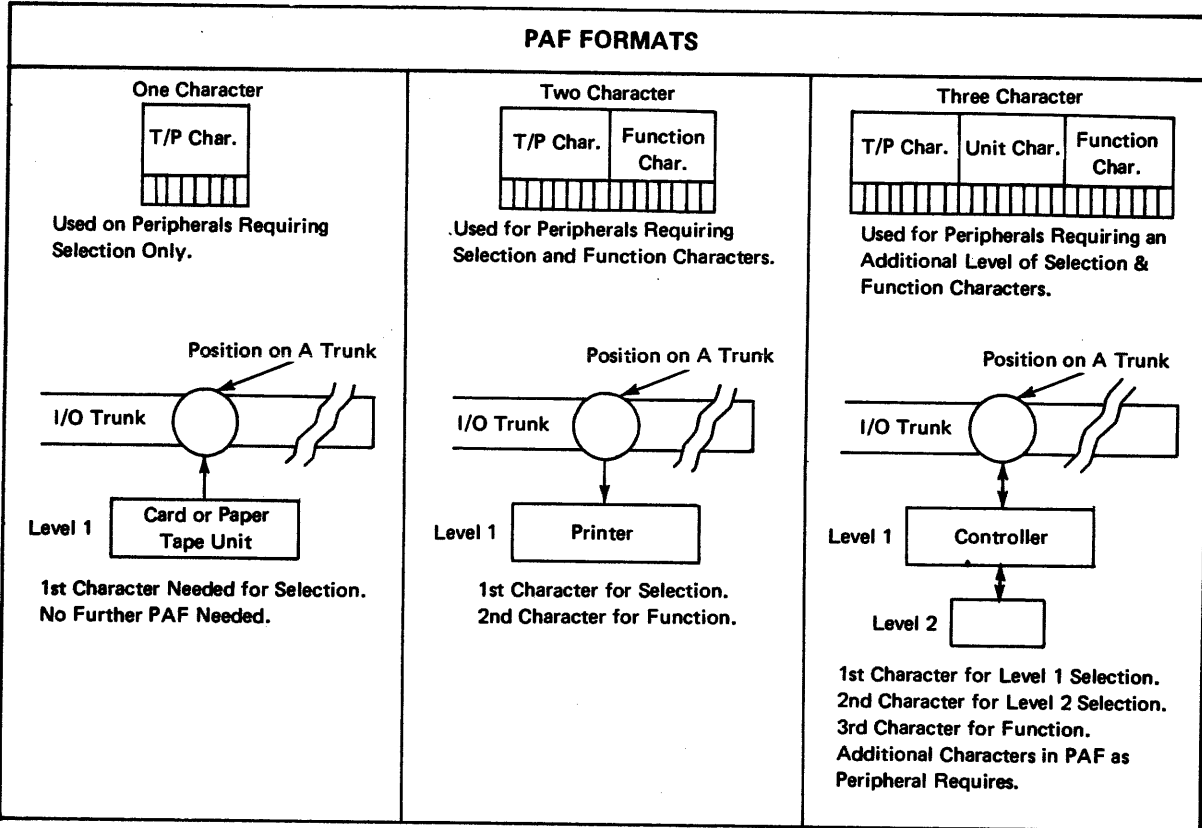 PAF FORMATS
One Character
T/P Char.
Used on Peripherals Requiring
Selection Only.
Position on A Trunk
I/O Trunk
Level 1
Card or Paper
Tape Unit
1st Character Needed for Selection.
No Further PAF Needed.
Two Character
T/P Char.
Function
Char.
Used for Peripherals Requiring
Selection and Function Characters.
Position on A Trunk
I/O Trunk
Level 1
Printer
1st Character for Selection.
2nd Character for Function.
Three Character
T/P Char.
Unit Char.
Function
Char.
Used for Peripherals Requiring an
Additional Level of Selection &
Function Characters.
Position on A Trunk
I/O Trunk
Level 1
Controller
Level 2
1st Character for Level 1 Selection.
2nd Character for Level 2 Selection.
3rd Character for Function.
Additional Characters in PAF as
Peripheral Requires.